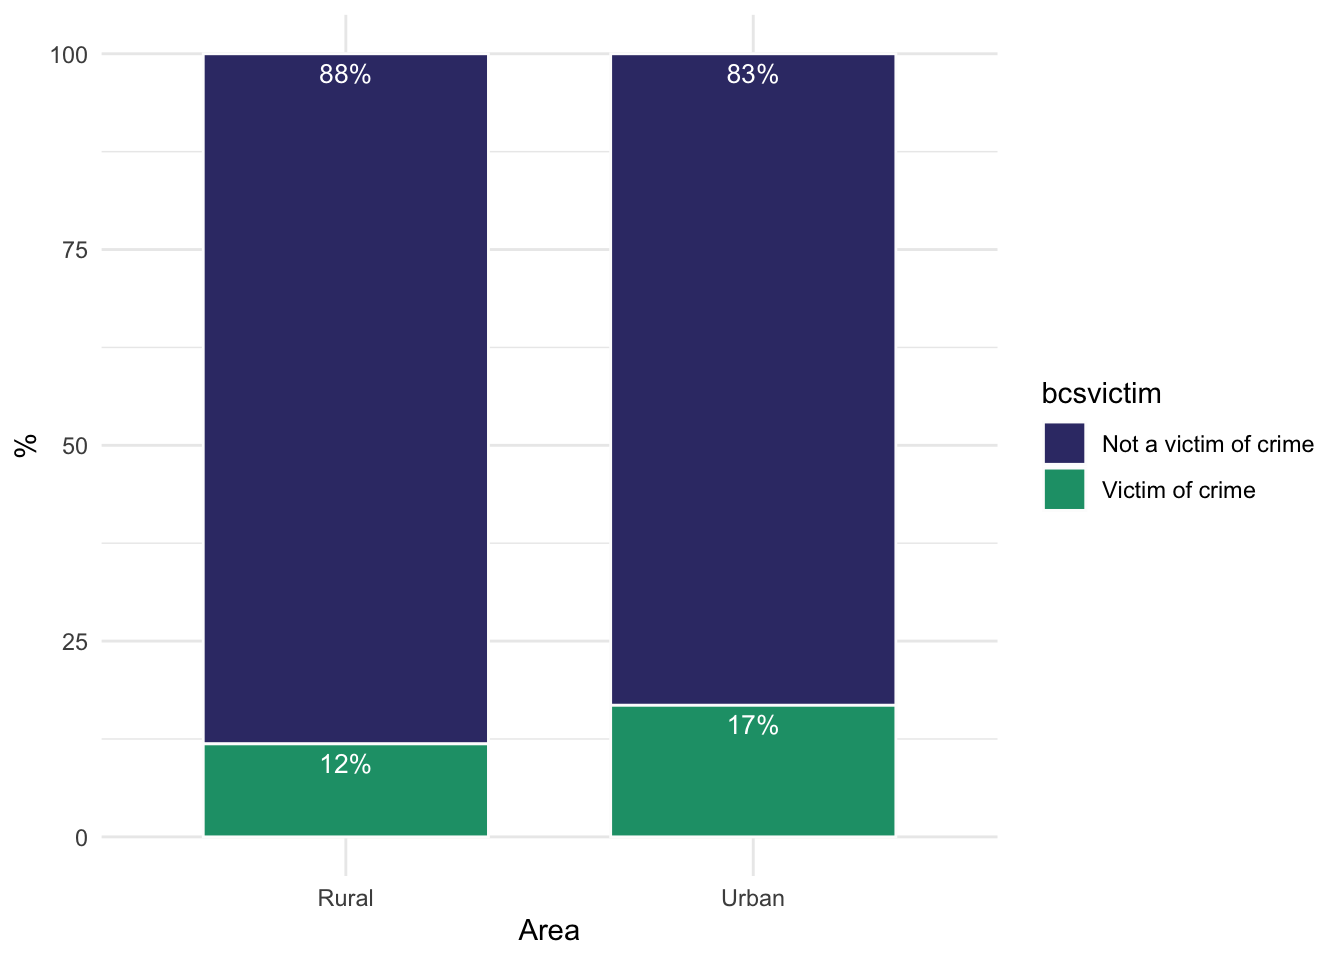 100
75
50
25
0
%
88%
83%
12%
17%
Rural
Urban
Area
bcsvictim
Not a victim of crime
Victim of crime